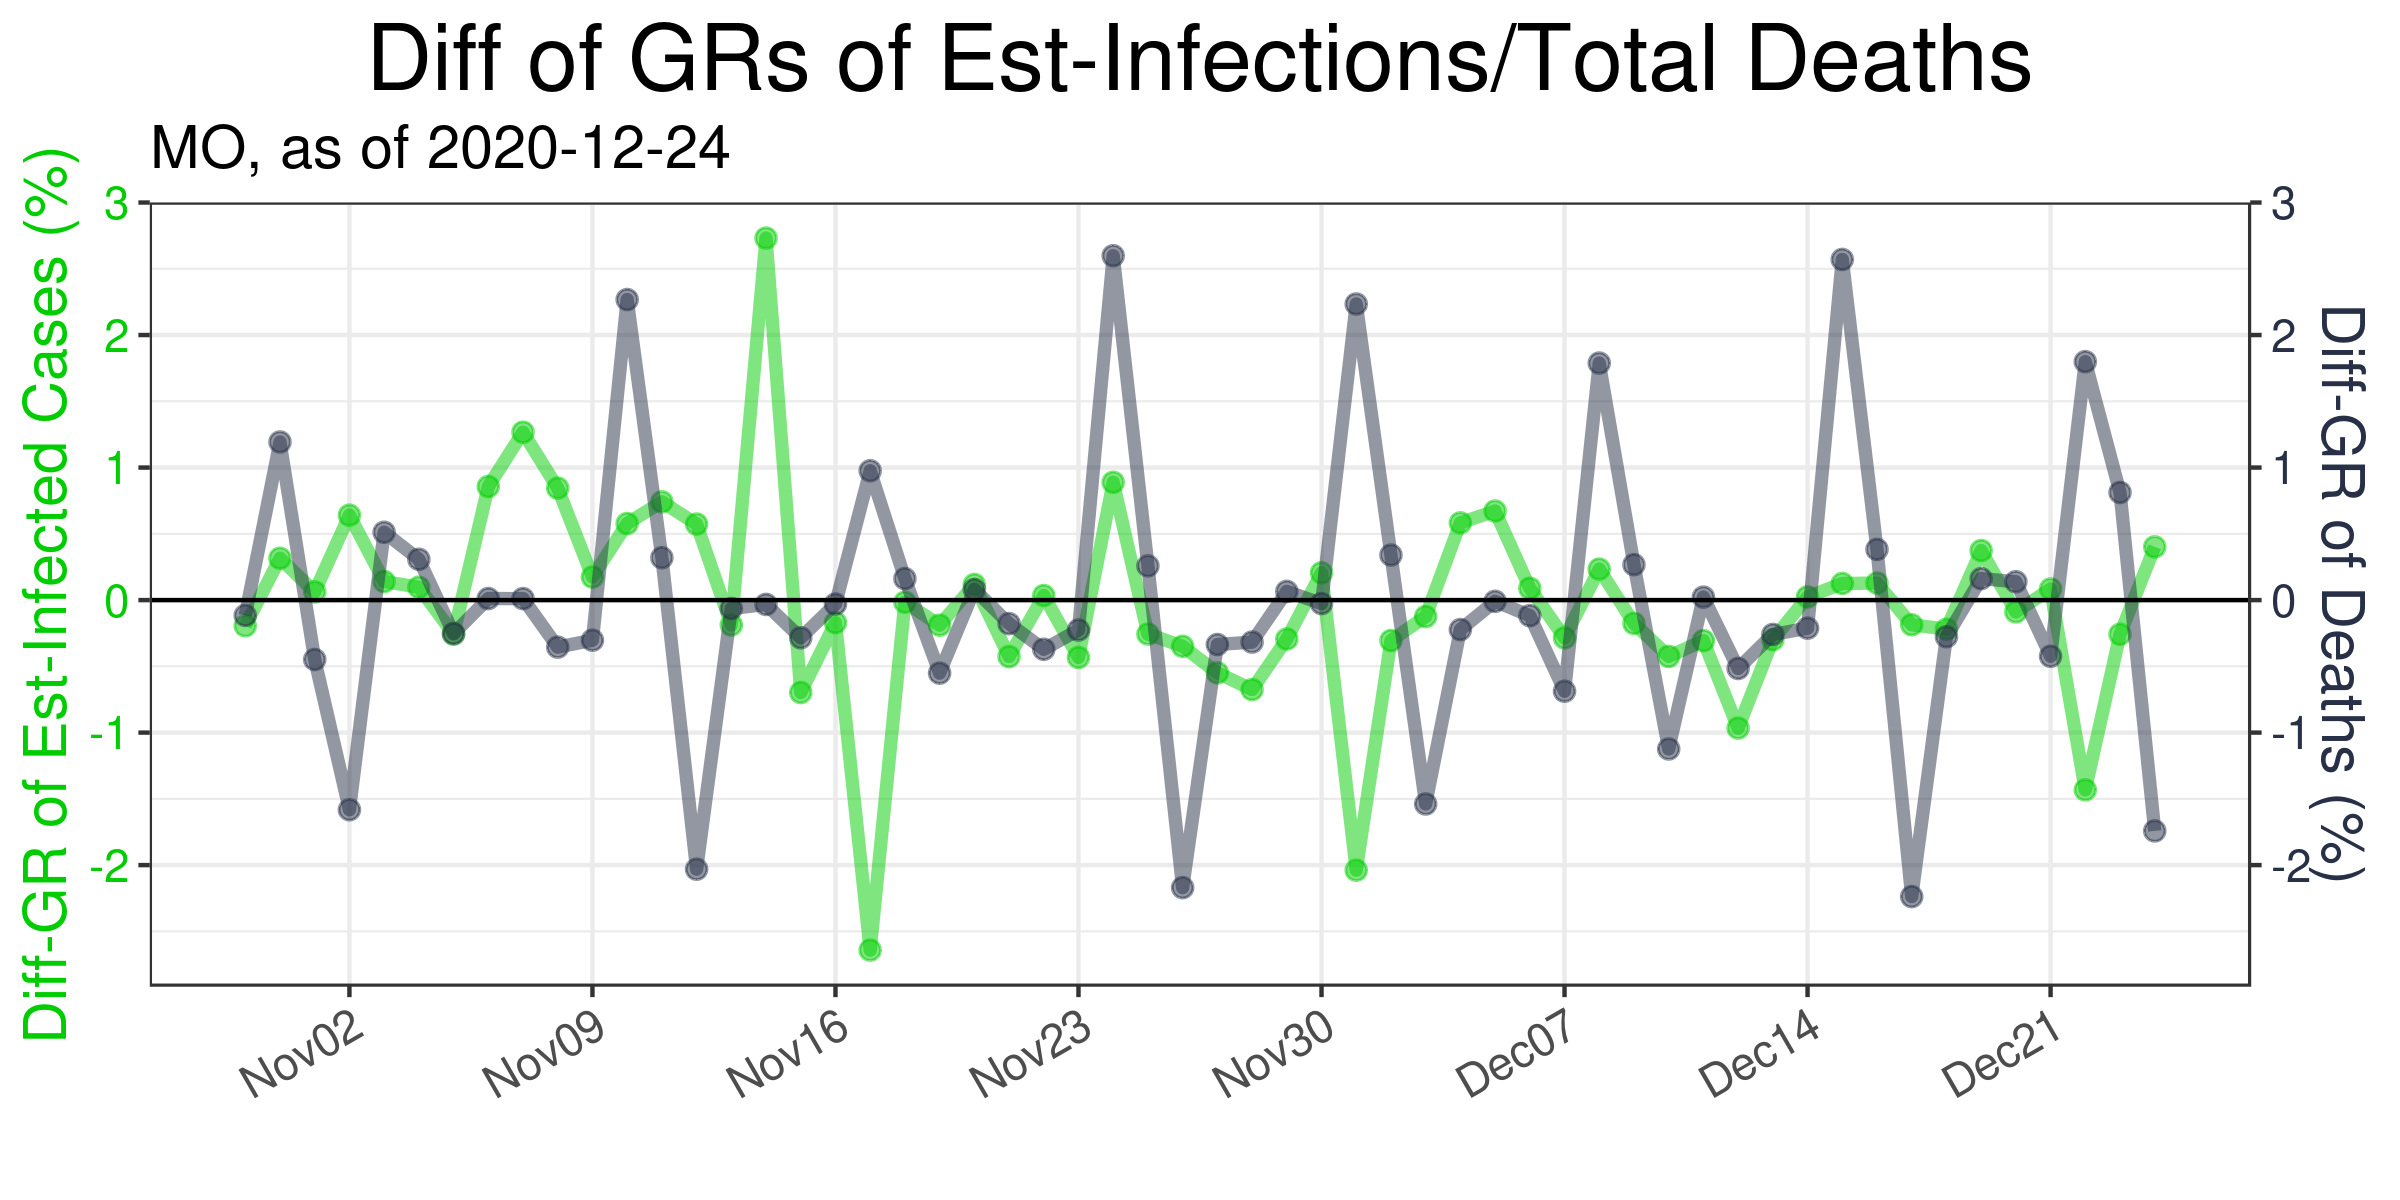 Diff of GRs of Est-Infections/Total Deaths
MO, as of 2020-12-24
Diff-GR of Est-Infected Cases (%)
3
2
1
0
-1
-2
3
2
1
0
-1
-2
Diff-GR of Deaths (%)
Nov02
Nov09
Nov16
Nov23
Nov30
Dec07
Dec14
Dec21